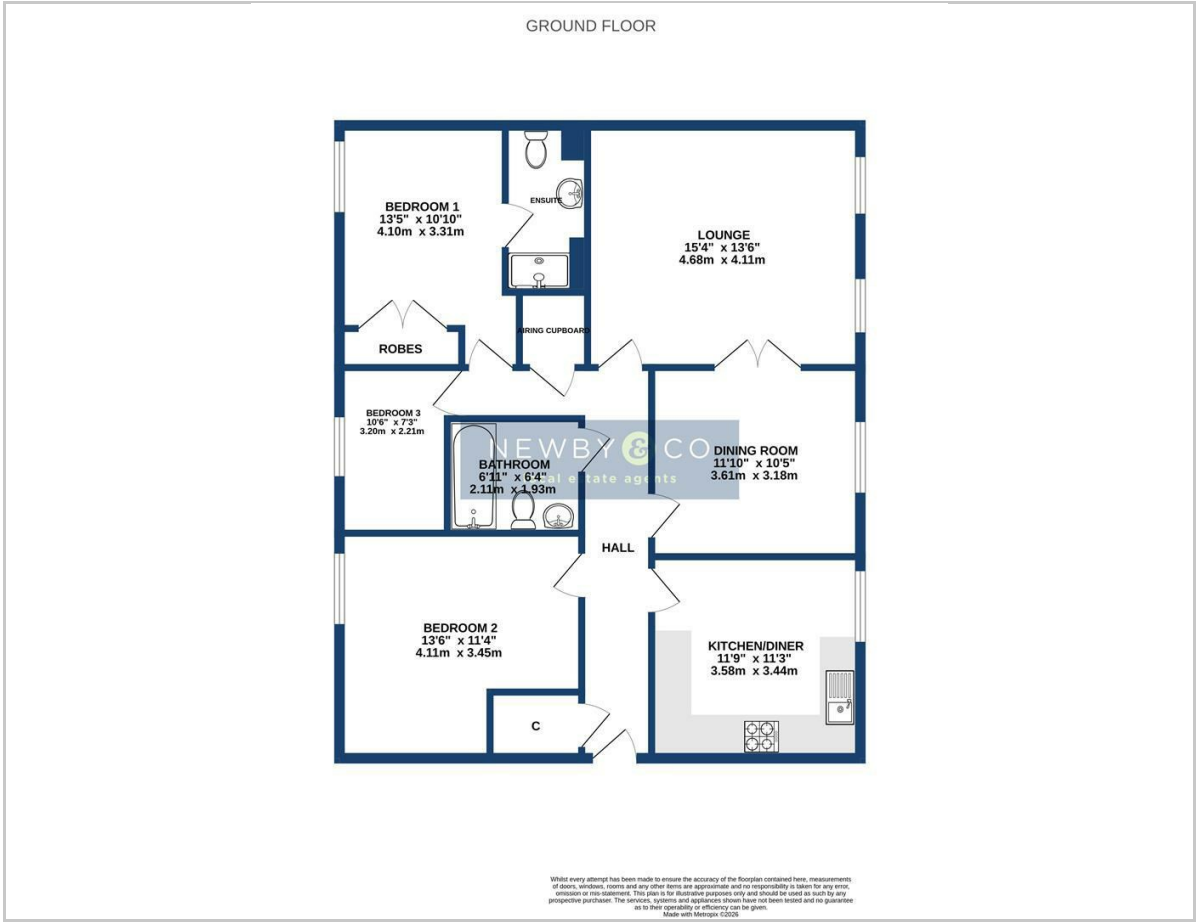 GROUND FLOOR
BEDROOM 1
13'5" x 10'10"
4.10m x 3.31m
ENSUITE
LOUNGE
15'4" x 13'6"
4.68m x 4.11m
AIRING CUPBOARD
ROBES
BEDROOM 3
10'6" x 7'3"
3.20m x 2.21m
NEWBY & CO
real estate agents
BATHROOM
6'11" x 6'4"
2.11m x 1.93m
DINING ROOM
11'10" x 10'5"
3.61m x 3.18m
HALL
BEDROOM 2
13'6" x 11'4"
4.11m x 3.45m
KITCHEN/DINER
11'9" x 11'3"
3.58m x 3.44m
C
Whilst every attempt has been made to ensure the accuracy of the floorplan contained here, measurements
of doors, windows, rooms and any other items are approximate and no responsibility is taken for any error,
omission or mis-statement. This plan is for illustrative purposes only and should be used as such by any
prospective purchaser. The services, systems and appliances shown have not been tested and no guarantee
as to their operability or efficiency can be given.
Made with Metropix ©2026